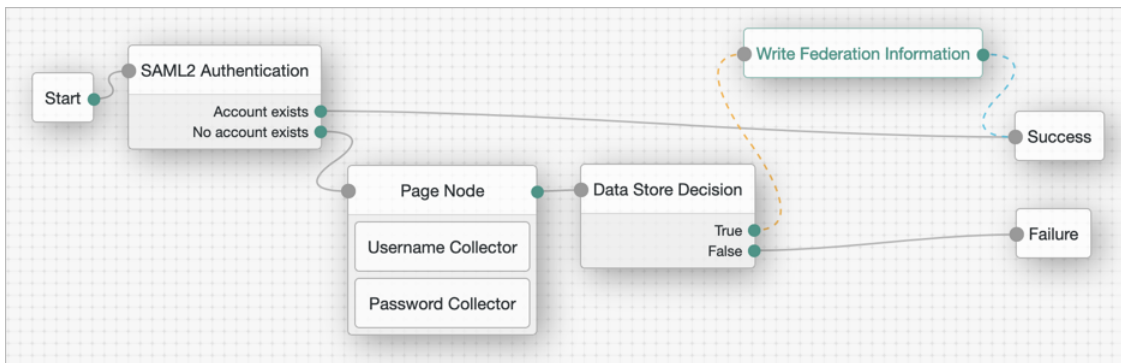 Start
SAML2 Authentication
Account exists
No account exists
Page Node
Username Collector
Password Collector
Data Store Decision
True
False
Write Federation Information
Success
Failure